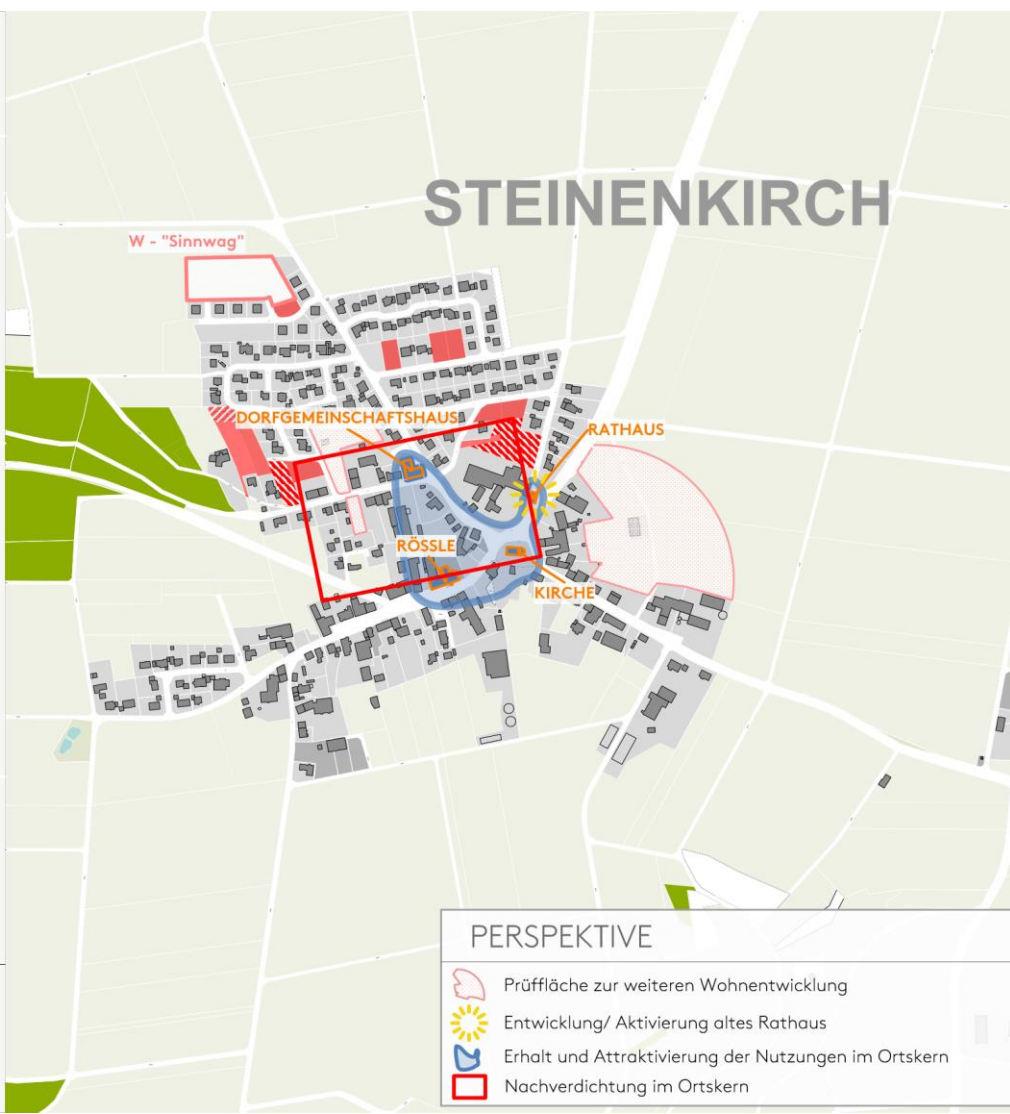 STEINENKIRCH
W - "Sinnwag"
DORFGEMEINSCHAFTSHAUS
RATHAUS
RÖSSLE
KIRCHE
PERSPEKTIVE
Prüffläche zur weiteren Wohnentwicklung
Entwicklung/ Aktivierung altes Rathaus
Erhalt und Attraktivierung der Nutzungen im Ortskern
Nachverdichtung im Ortskern